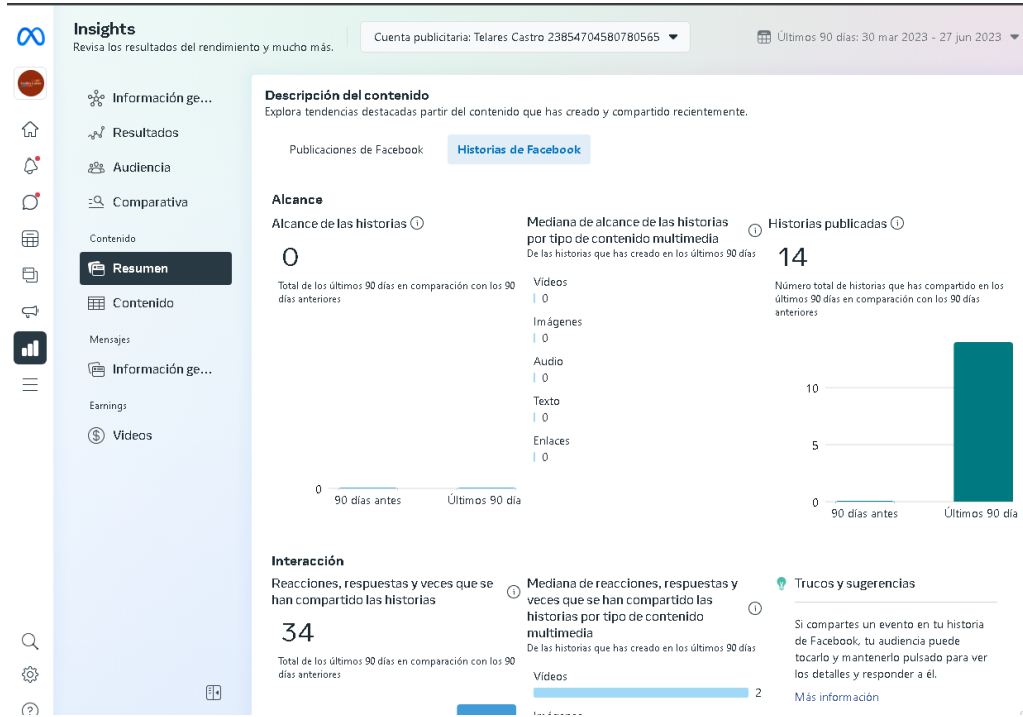 Insights
Revisa los resultados del rendimiento y mucho más.
Cuenta publicitaria: Telares Castro 23854704580780565
Últimos 90 días: 30 mar 2023 - 27 jun 2023
Información ge...
Resultados
Audiencia
Comparativa
Contenido
Resumen
Contenido
Mensajes
Información ge...
Earnings
Videos
Descripción del contenido
Explora tendencias destacadas partir del contenido que has creado y compartido recientemente.
Publicaciones de Facebook
Historias de Facebook
Alcance
Alcance de las historias
0
Total de los últimos 90 días en comparación con los 90
días anteriores
0
90 días antes
Últimos 90 día
Mediana de alcance de las historias
por tipo de contenido multimedia
De las historias que has creado en los últimos 90 días
Vídeos
0
Imágenes
0
Audio
0
Texto
0
Enlaces
0
Historias publicadas
14
Número total de historias que has compartido en los
últimos 90 días en comparación con los 90 días
anteriores
10
5
0
90 días antes
Últimos 90 día
Interacción
Reacciones, respuestas y veces que se
han compartido las historias
34
Total de los últimos 90 días en comparación con los 90
días anteriores
Mediana de reacciones, respuestas y
veces que se han compartido las
historias por tipo de contenido
multimedia
De las historias que has creado en los últimos 90 días
Vídeos
2
Trucos y sugerencias
Si compartes un evento en tu historia
de Facebook, tu audiencia puede
tocarlo y mantenerlo pulsado para ver
los detalles y responder a él.
Más información